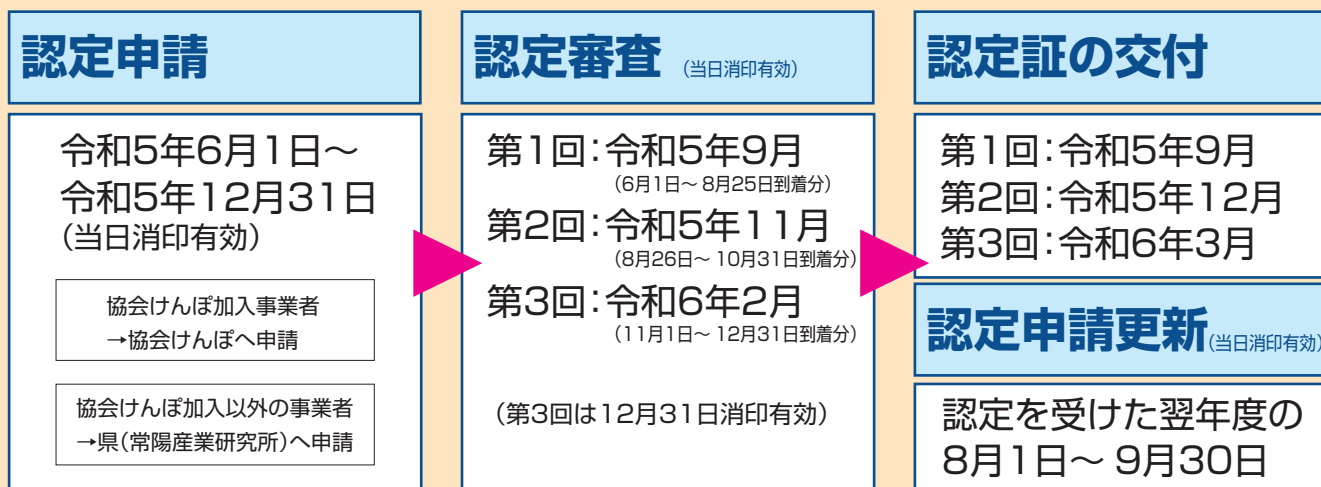 認定申請
令和5年6月1日～
令和5年12月31日
(当日消印有効)
協会けんぽ加入事業者
→協会けんぽへ申請
協会けんぽ加入以外の事業者
→県(常陽産業研究所)へ申請
認定審査 (当日消印有効)
第1回:令和5年9月
(6月1日～8月25日到着分)
第2回:令和5年11月
(8月26日～10月31日到着分)
第3回:令和6年2月
(11月1日～12月31日到着分)
(第3回は12月31日消印有効)
認定証の交付
第1回:令和5年9月
第2回:令和5年12月
第3回:令和6年3月
認定申請更新(当日消印有効)
認定を受けた翌年度の
8月1日～9月30日